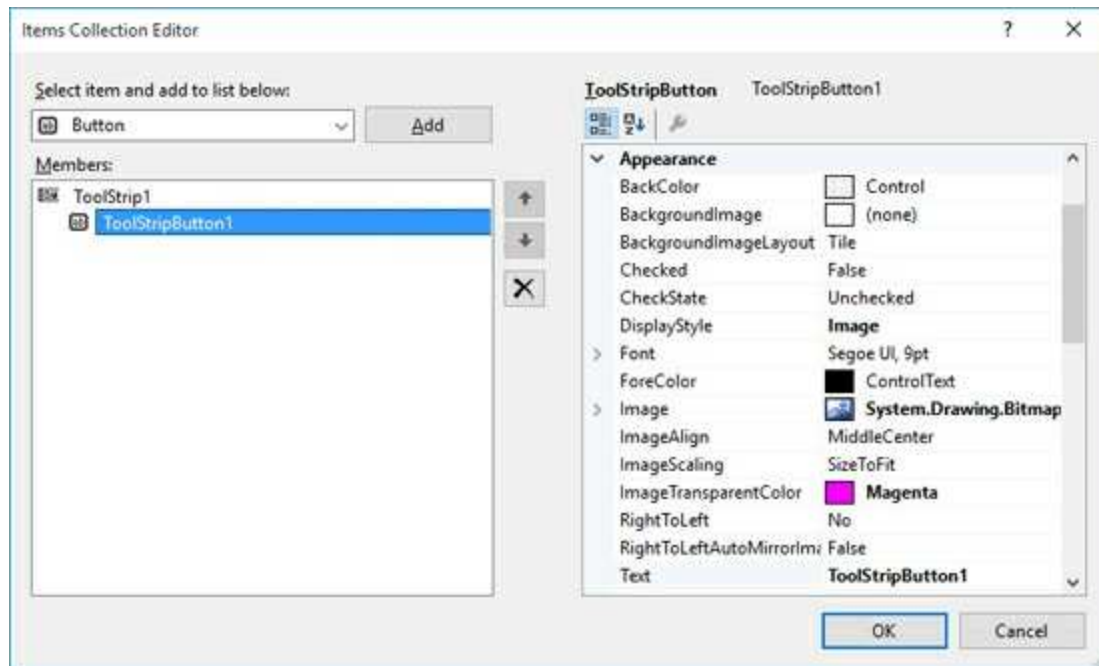 Items Collection Editor
Select item and add to list below:
Button
Add
Members:
ToolStrip1
ToolStripButton1
ToolStripButton ToolStripButton1
Appearance
BackColor Control
BackgroundImage (none)
BackgroundImageLayout Tile
Checked False
CheckState Unchecked
DisplayStyle Image
Font Segoe UI, 9pt
ForeColor ControlText
Image System.Drawing.Bitmap
ImageAlign MiddleCenter
ImageScaling SizeToFit
ImageTransparentColor Magenta
RightToLeft No
RightToLeftAutoMirrorIma False
Text ToolStripButton1
OK
Cancel